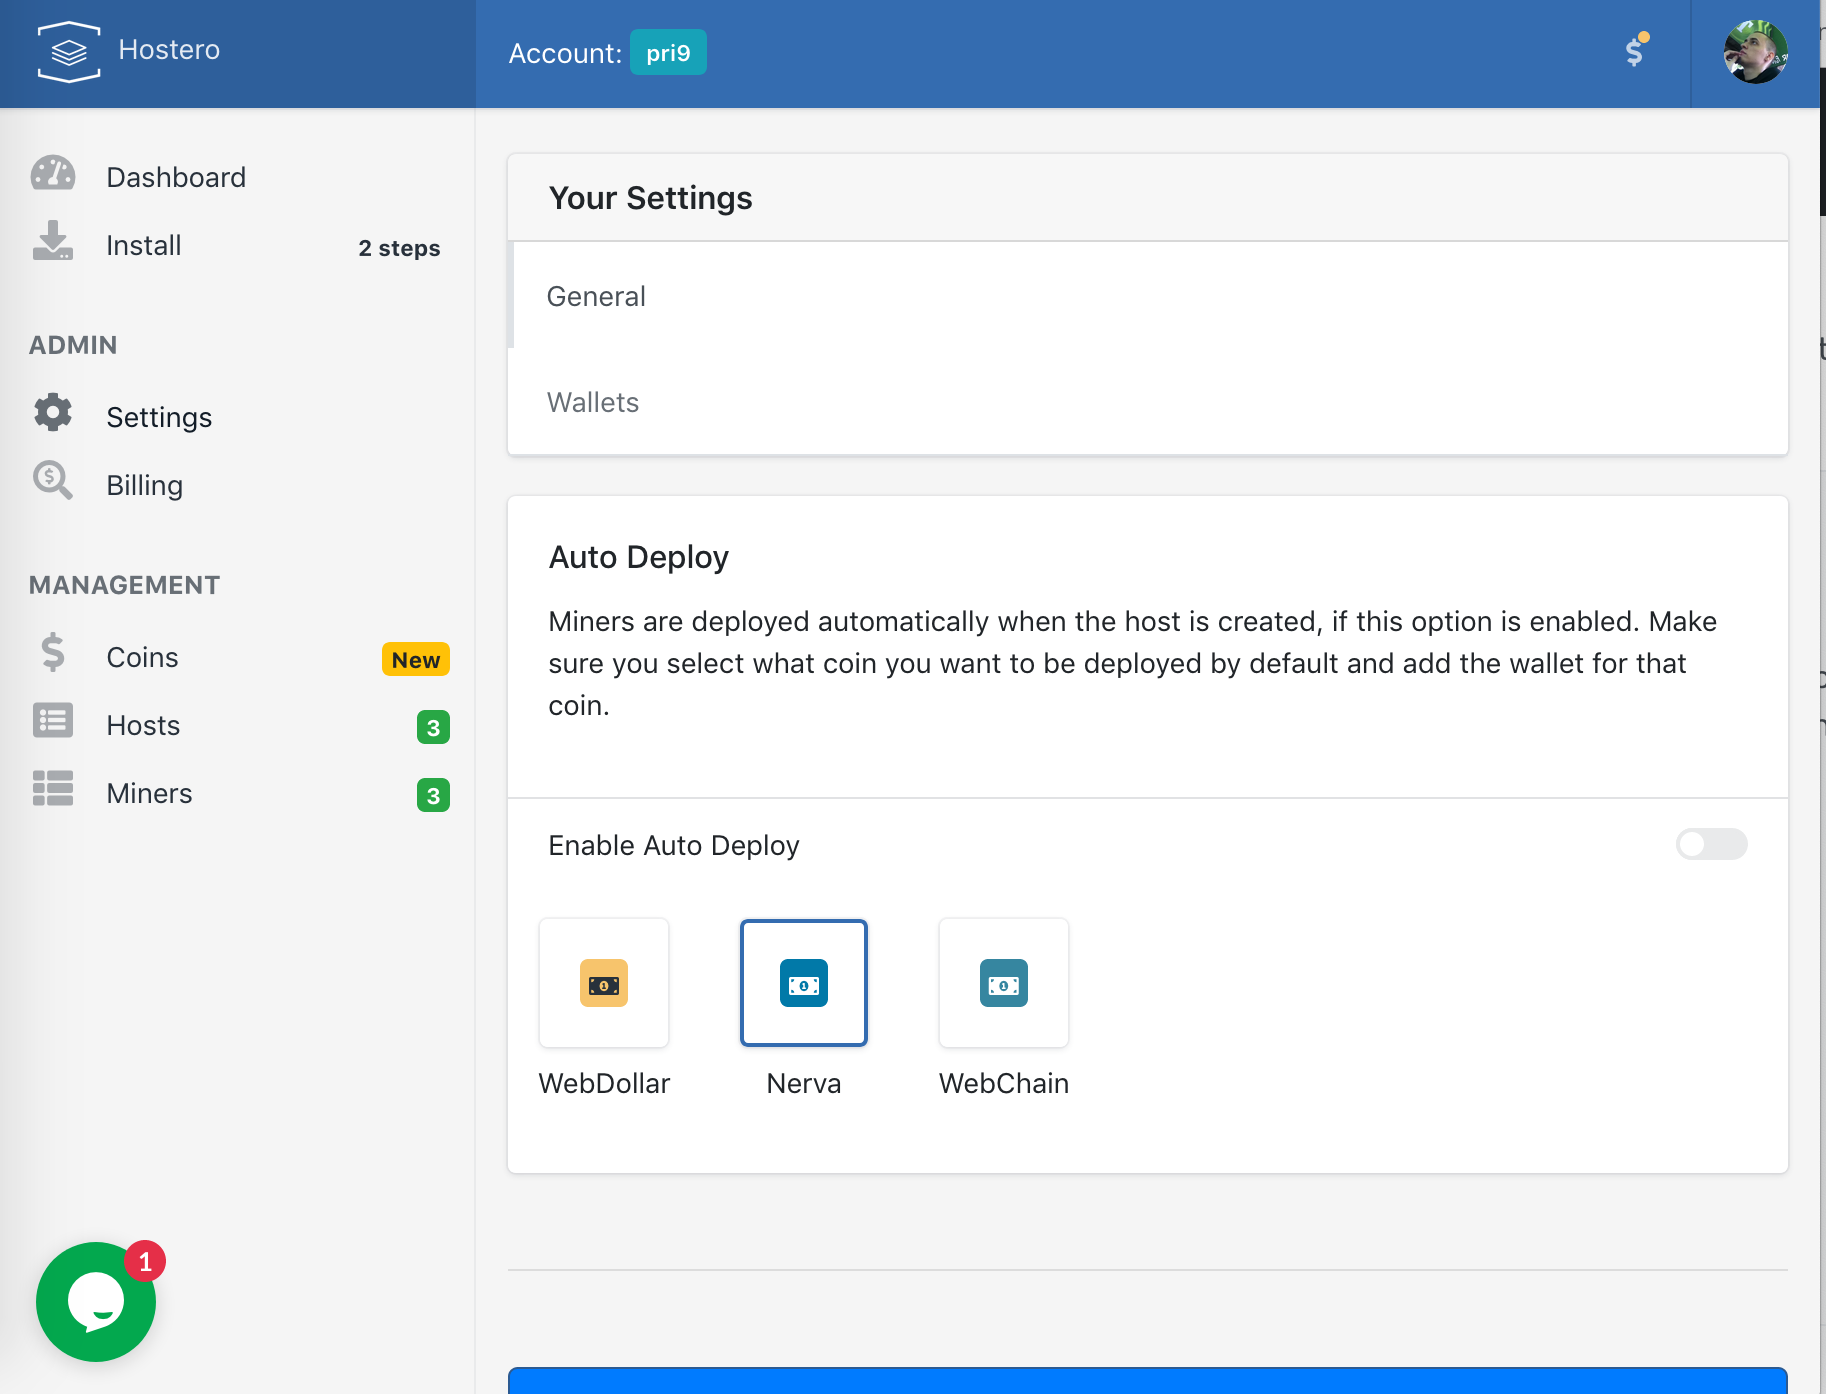 Hostero
Account: pri9
Dashboard
Install 2 steps
ADMIN
Settings
Billing
MANAGEMENT
Coins New
Hosts 3
Miners 3
1
Your Settings
General
Wallets
Auto Deploy
Miners are deployed automatically when the host is created, if this option is enabled. Make
sure you select what coin you want to be deployed by default and add the wallet for that
coin.
Enable Auto Deploy
WebDollar Nerva WebChain